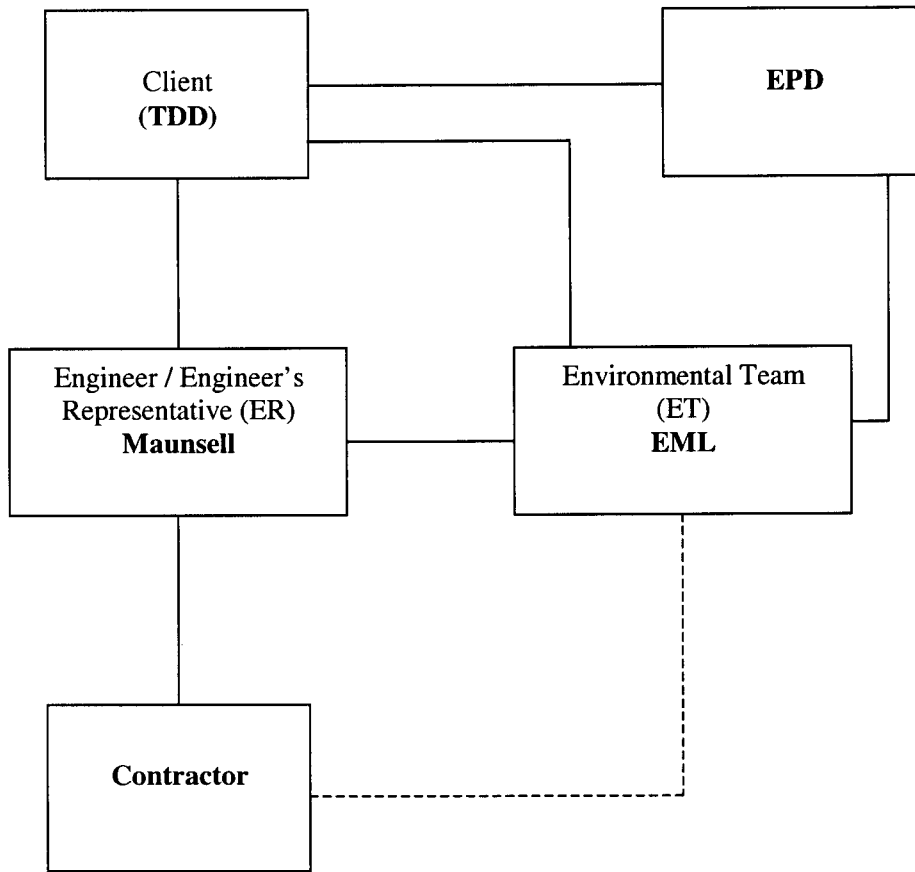 Client
(TDD)
EPD
Engineer / Engineer's
Representative (ER)
Maunsell
Environmental Team
(ET)
EML
Contractor